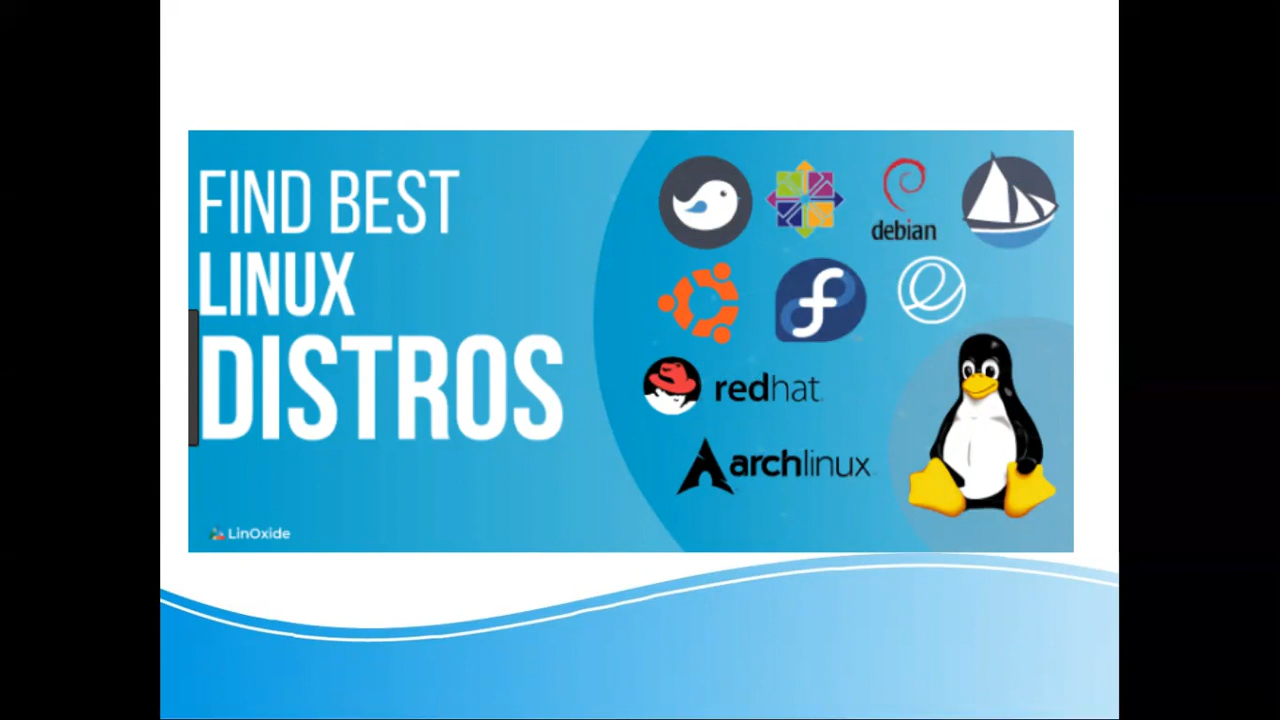 FIND BEST
LINUX
DISTROS
debian
redhat
archlinux
LinOxide